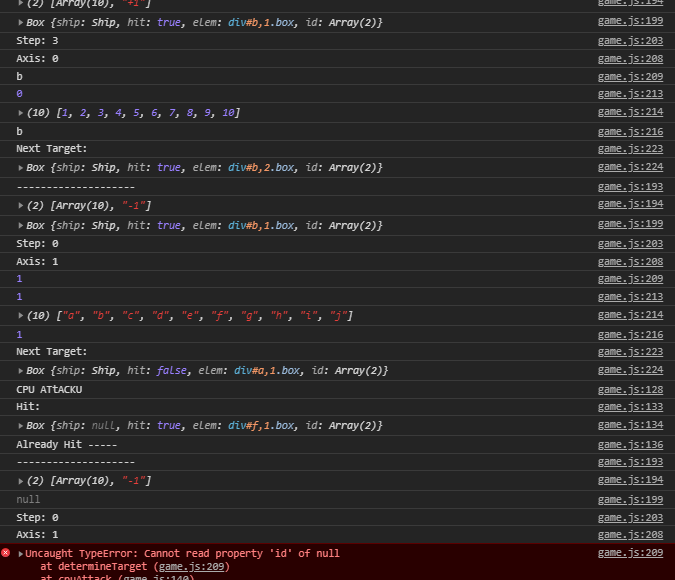 (2) [Array(10), "+1"] game.js:194
Box {ship: Ship, hit: true, elem: div#b,1.box, id: Array(2)} game.js:199
Step: 3 game.js:203
Axis: 0 game.js:208
b game.js:209
0 game.js:213
(10) [1, 2, 3, 4, 5, 6, 7, 8, 9, 10] game.js:214
b game.js:216
Next Target: game.js:223
Box {ship: Ship, hit: true, elem: div#b,2.box, id: Array(2)} game.js:224
-------------------- game.js:193
(2) [Array(10), "-1"] game.js:194
Box {ship: Ship, hit: true, elem: div#b,1.box, id: Array(2)} game.js:199
Step: 0 game.js:203
Axis: 1 game.js:208
1 game.js:209
1 game.js:213
(10) ["a", "b", "c", "d", "e", "f", "g", "h", "i", "j"] game.js:214
1 game.js:216
Next Target: game.js:223
Box {ship: Ship, hit: false, elem: div#a,1.box, id: Array(2)} game.js:224
CPU AttACKU game.js:128
Hit: game.js:133
Box {ship: null, hit: true, elem: div#f,1.box, id: Array(2)} game.js:134
Already Hit ----- game.js:136
-------------------- game.js:193
(2) [Array(10), "-1"] game.js:194
null game.js:199
Step: 0 game.js:203
Axis: 1 game.js:208
Uncaught TypeError: Cannot read property 'id' of null game.js:209
at determineTarget (game.js:209)
at cpuAttack (game.js:140)